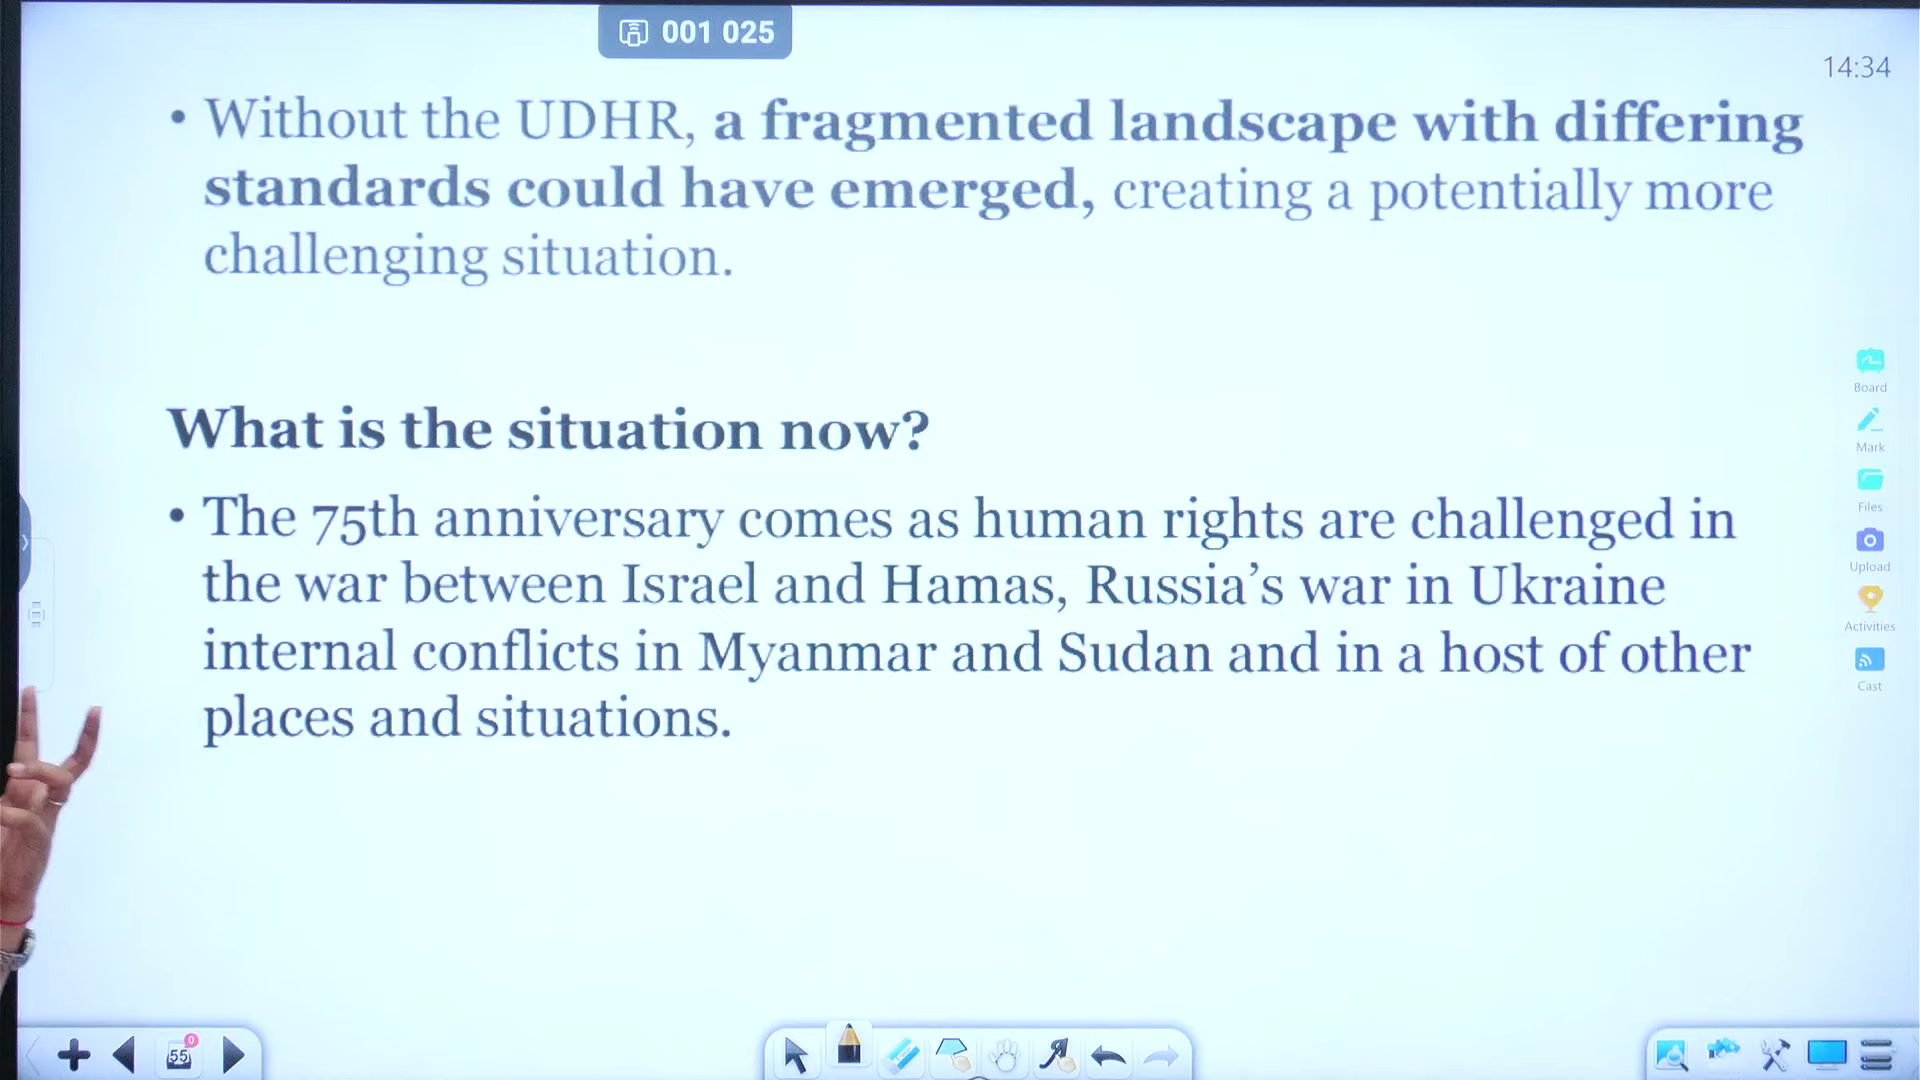 001 025
14:34
• Without the UDHR, a fragmented landscape with differing
standards could have emerged, creating a potentially more
challenging situation.
What is the situation now?
• The 75th anniversary comes as human rights are challenged in
the war between Israel and Hamas, Russia's war in Ukraine
internal conflicts in Myanmar and Sudan and in a host of other
places and situations.
Board
Mark
Files
Upload
Activities
Cast
55
0